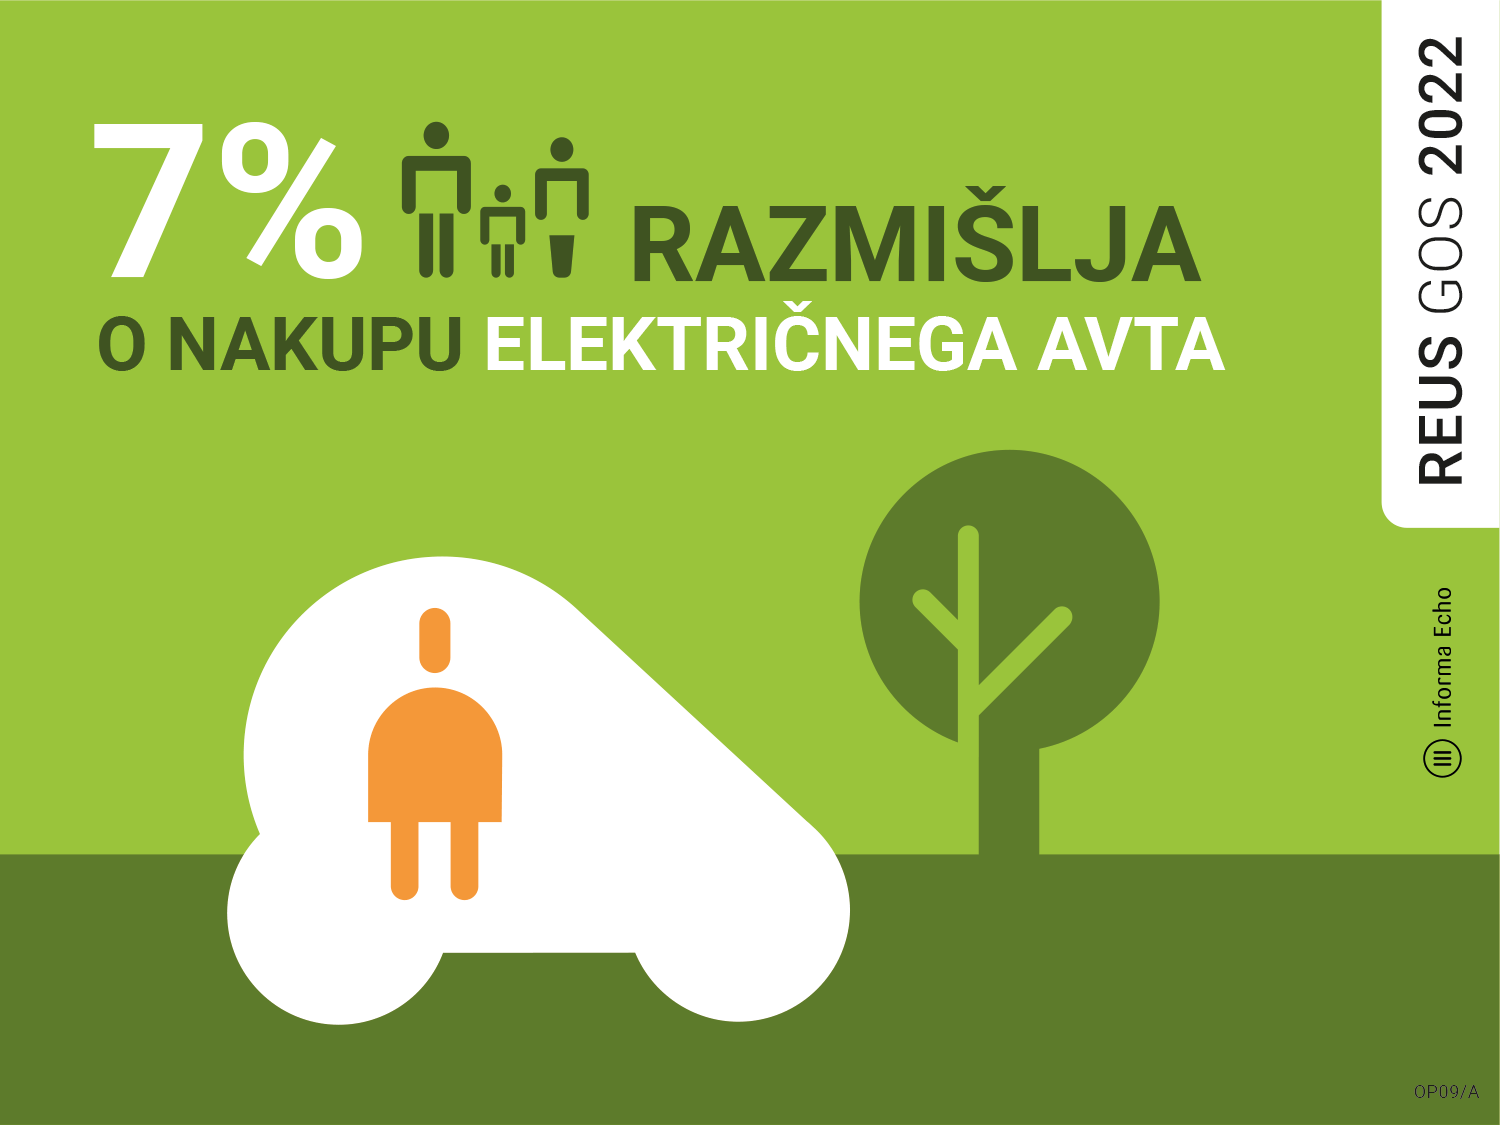 7% RAZMIŠLJA
O NAKUPU ELEKTRIČNEGA AVTA
REUS GOS 2022
Informa Echo
OP09/A